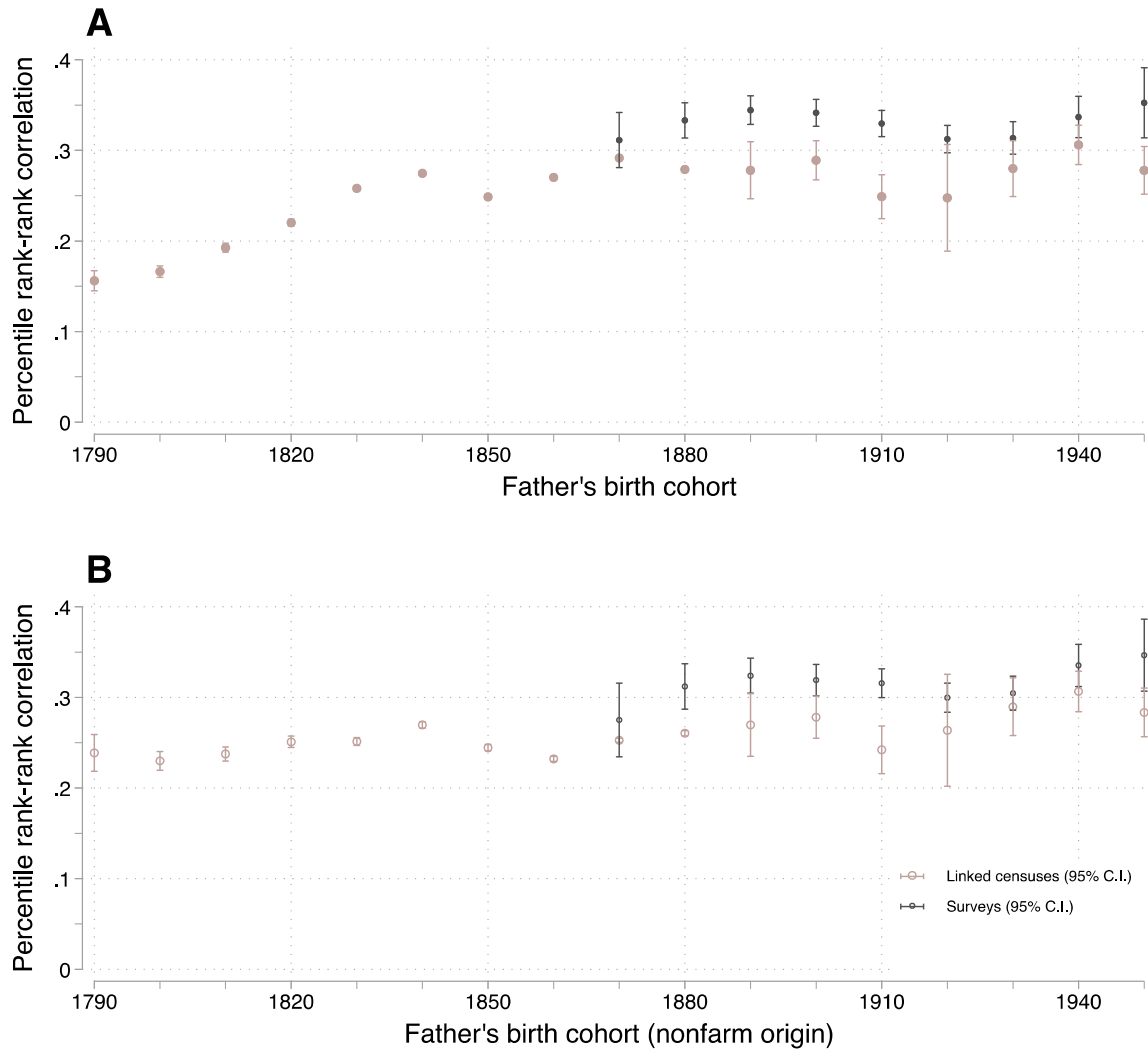 A
Percentile rank-rank correlation
.4
.3
.2
.1
0
1790 1820 1850 1880 1910 1940
Father's birth cohort
B
Percentile rank-rank correlation
.4
.3
.2
.1
0
Linked censuses (95% C.I.)
Surveys (95% C.I.)
1790 1820 1850 1880 1910 1940
Father's birth cohort (nonfarm origin)